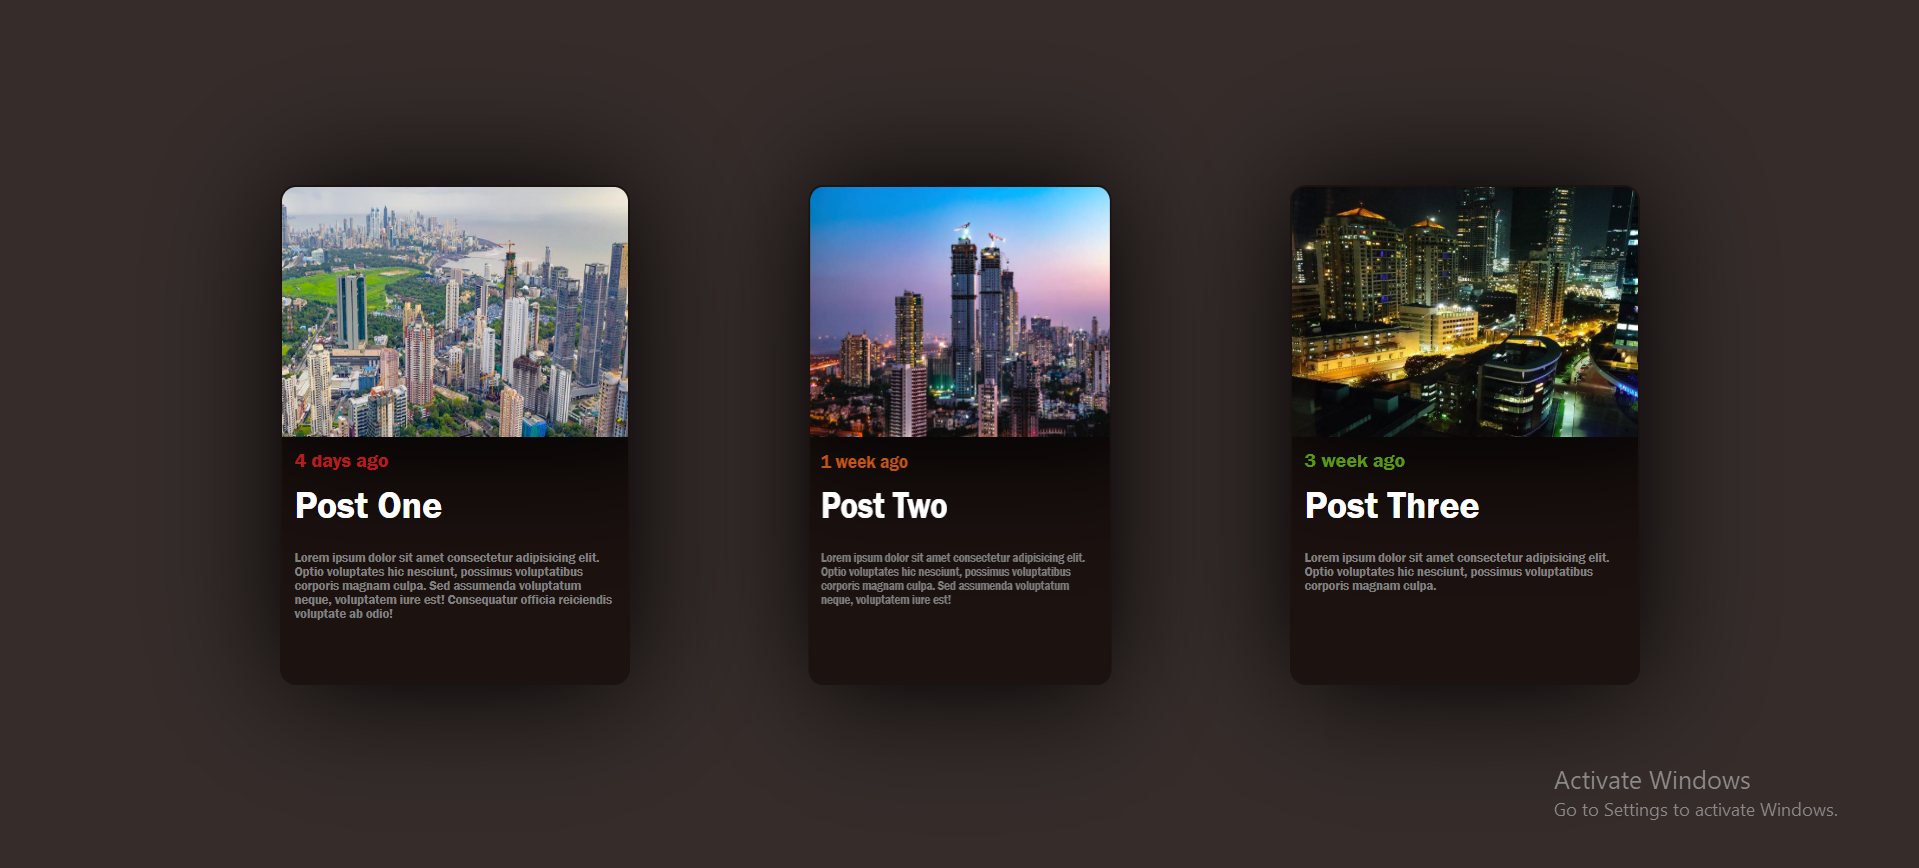 4 days ago
Post One
Lorem ipsum dolor sit amet consectetur adipisicing elit.
Optio voluptates hic nesciunt, possimus voluptatibus
corporis magnam culpa. Sed assumenda voluptatum
neque, voluptatem iure est! Consequatur officia reiciendis
voluptate ab odio!
1 week ago
Post Two
Lorem ipsum dolor sit amet consectetur adipisicing elit.
Optio voluptates hic nesciunt, possimus voluptatibus
corporis magnam culpa. Sed assumenda voluptatum
neque, voluptatem iure est!
3 week ago
Post Three
Lorem ipsum dolor sit amet consectetur adipisicing elit.
Optio voluptates hic nesciunt, possimus voluptatibus
corporis magnam culpa.
Activate Windows
Go to Settings to activate Windows.